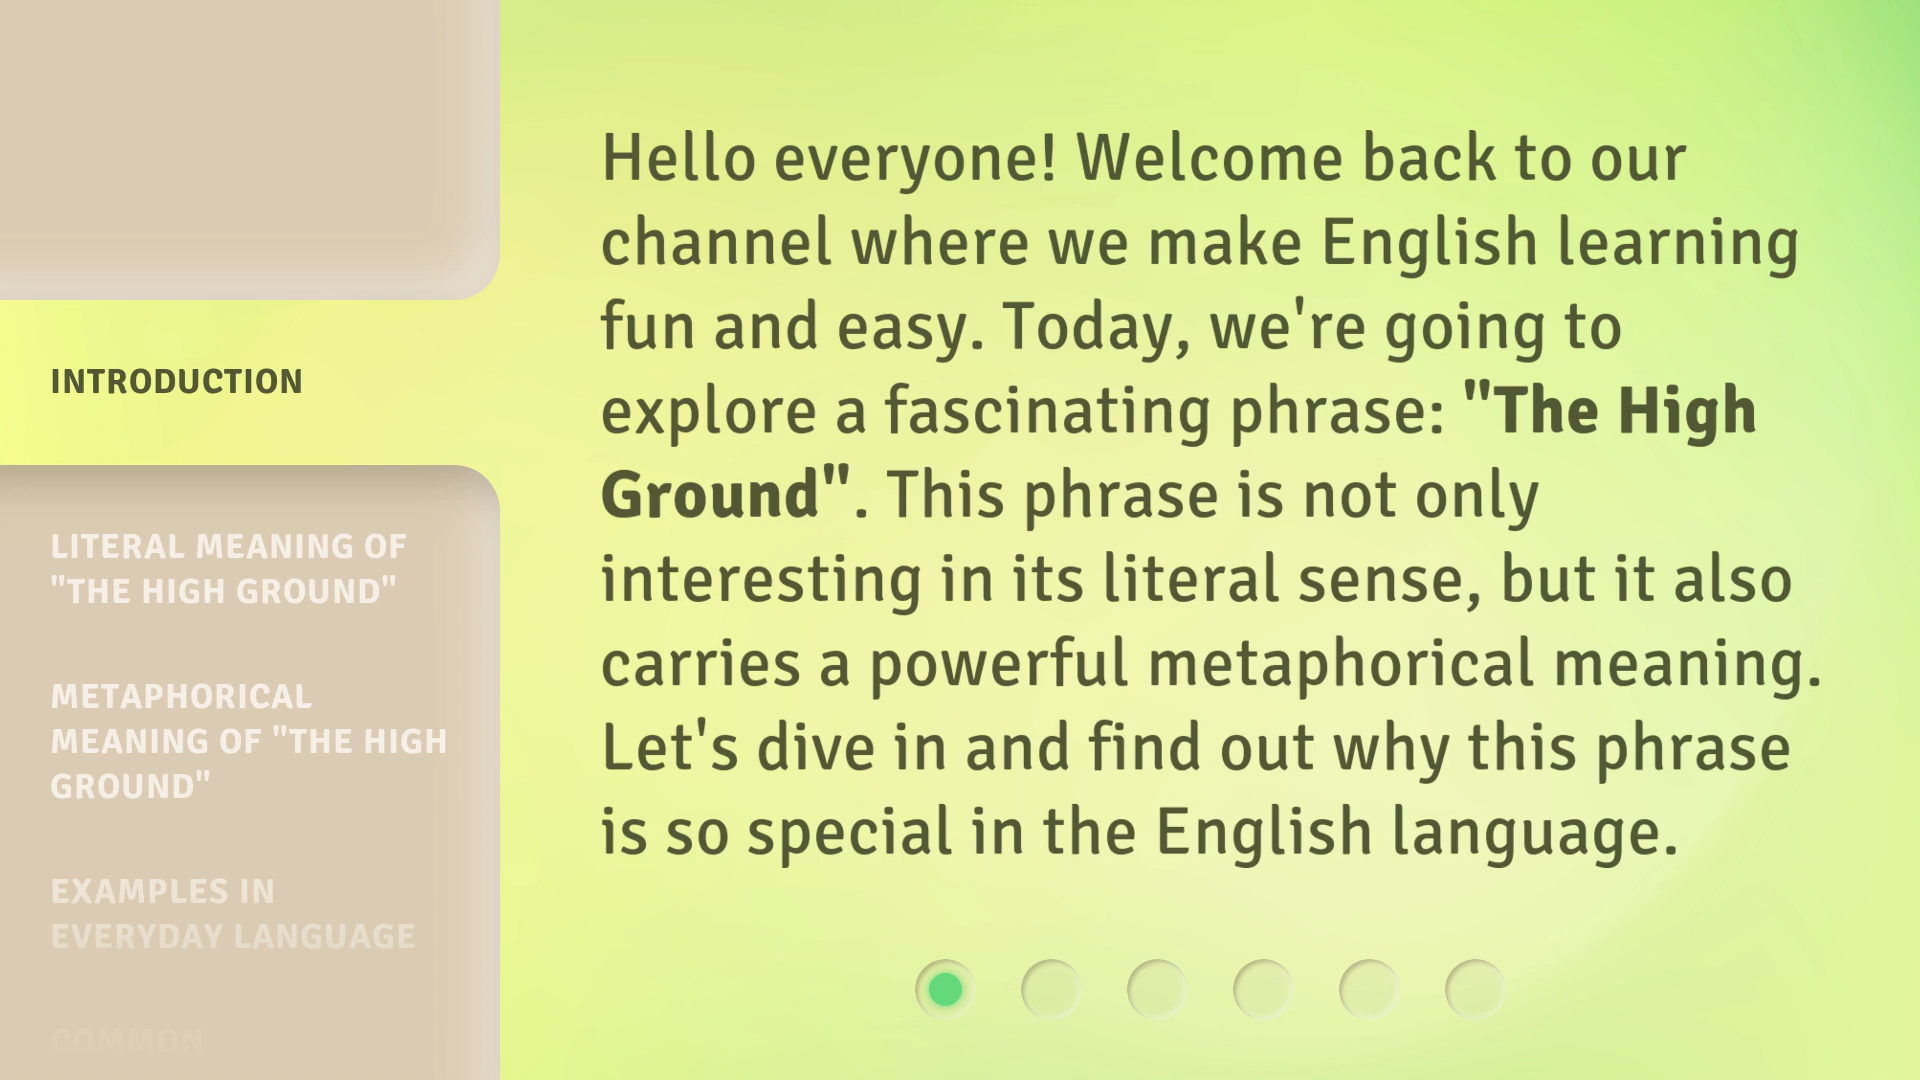 INTRODUCTION
LITERAL MEANING OF
"THE HIGH GROUND"
METAPHORICAL
MEANING OF "THE HIGH
GROUND"
EXAMPLES IN
EVERYDAY LANGUAGE
COMMON
Hello everyone! Welcome back to our
channel where we make English learning
fun and easy. Today, we're going to
explore a fascinating phrase: "The High
Ground". This phrase is not only
interesting in its literal sense, but it also
carries a powerful metaphorical meaning.
Let's dive in and find out why this phrase
is so special in the English language.